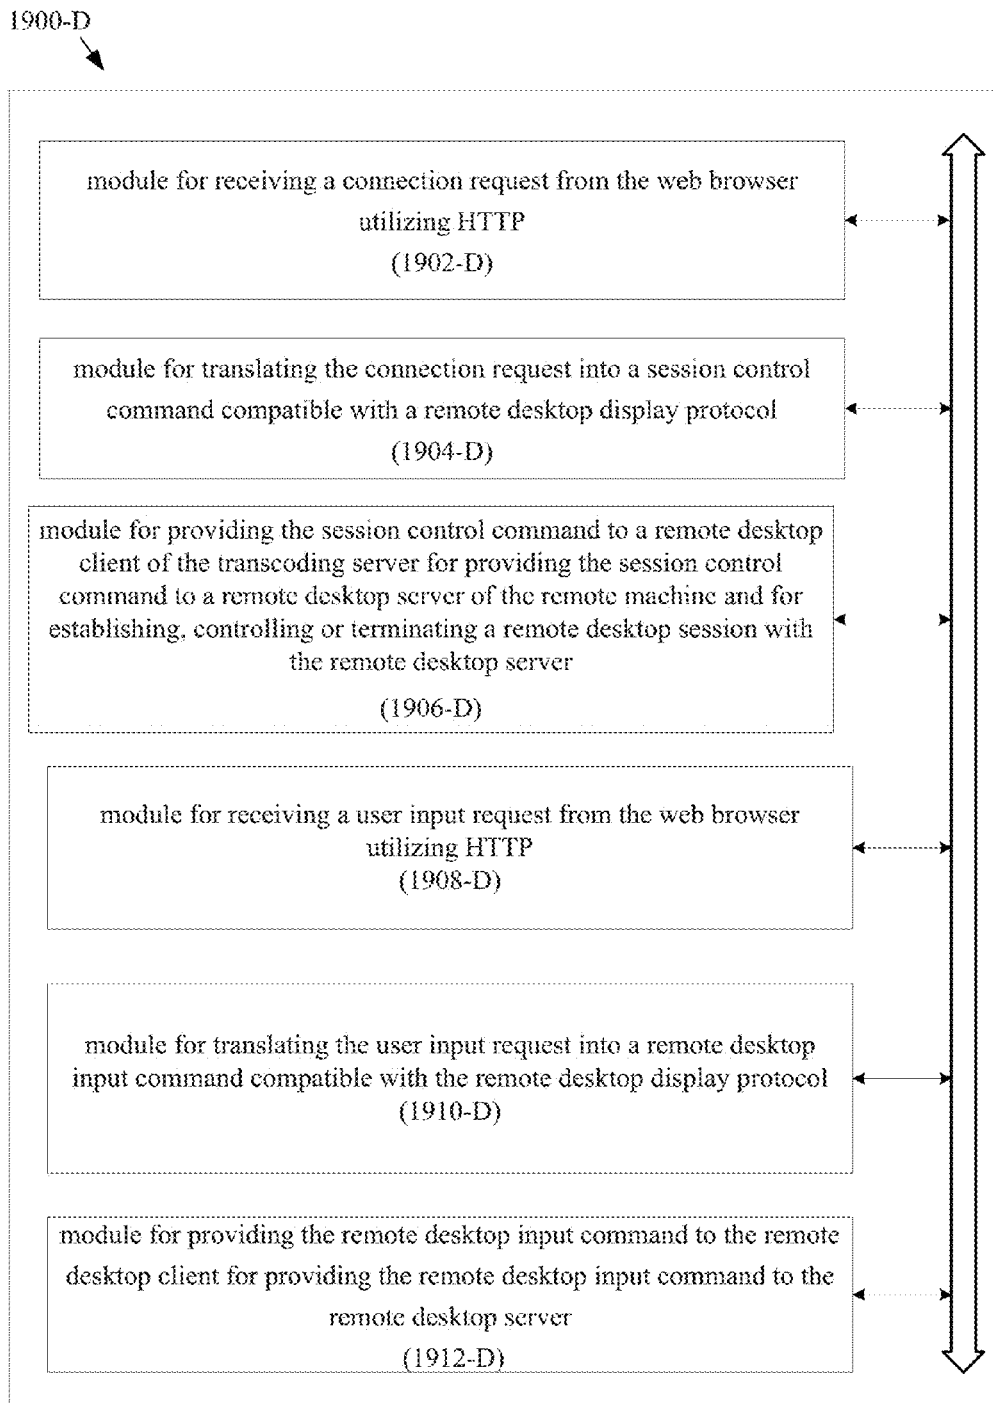 1900-D
module for receiving a connection request from the web browser
utilizing HTTP
(1902-D)
module for translating the connection request into a session control
command compatible with a remote desktop display protocol
(1904-D)
module for providing the session control command to a remote desktop
client of the transcoding server for providing the session control
command to a remote desktop server of the remote machine and for
establishing, controlling or terminating a remote desktop session with
the remote desktop server
(1906-D)
module for receiving a user input request from the web browser
utilizing HTTP
(1908-D)
module for translating the user input request into a remote desktop
input command compatible with the remote desktop display protocol
(1910-D)
module for providing the remote desktop input command to the remote
desktop client for providing the remote desktop input command to the
remote desktop server
(1912-D)